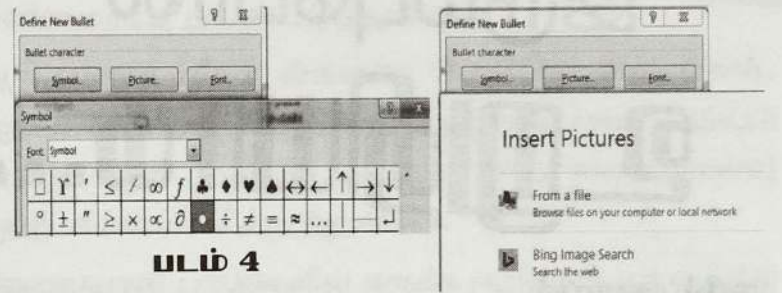 Define New Bullet
Bullet character
Symbol... Picture... Font...
Symbol
Font: Symbol
′ ≤ / ∞ ƒ ♣ ♦ ♥ ♠ ↔ ← ↑ → ↓
° ± ″ ≥ × ∝ ∂ • ÷ ≠ ≡ ≈ … | — ↵
படம் 4
Define New Bullet
Bullet character
Symbol... Picture... Font...
Insert Pictures
From a file
Browse files on your computer or local network
Bing Image Search
Search the web